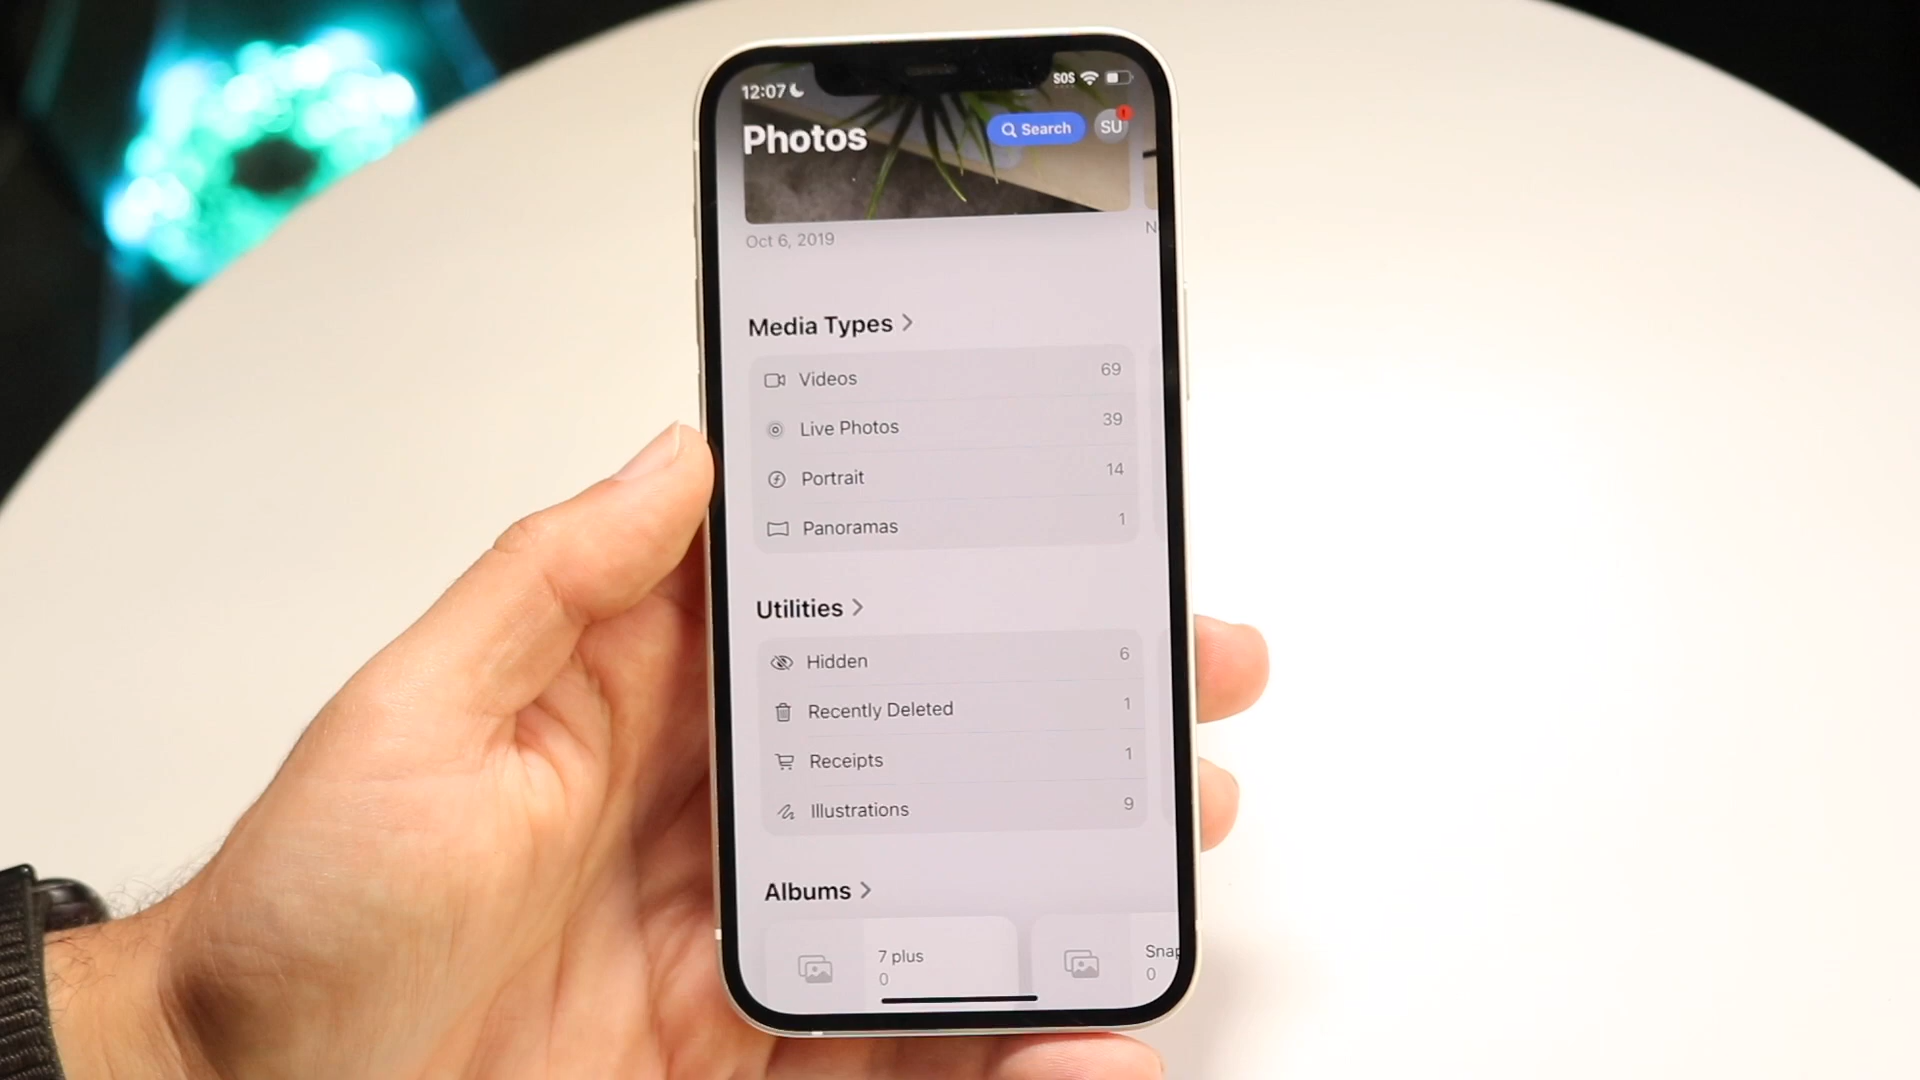 12:07
SOS
Photos
Search
SU
Oct 6, 2019
N
Media Types
Videos 69
Live Photos 39
Portrait 14
Panoramas 1
Utilities
Hidden 6
Recently Deleted 1
Receipts 1
Illustrations 9
Albums
7 plus
0
Snap
0